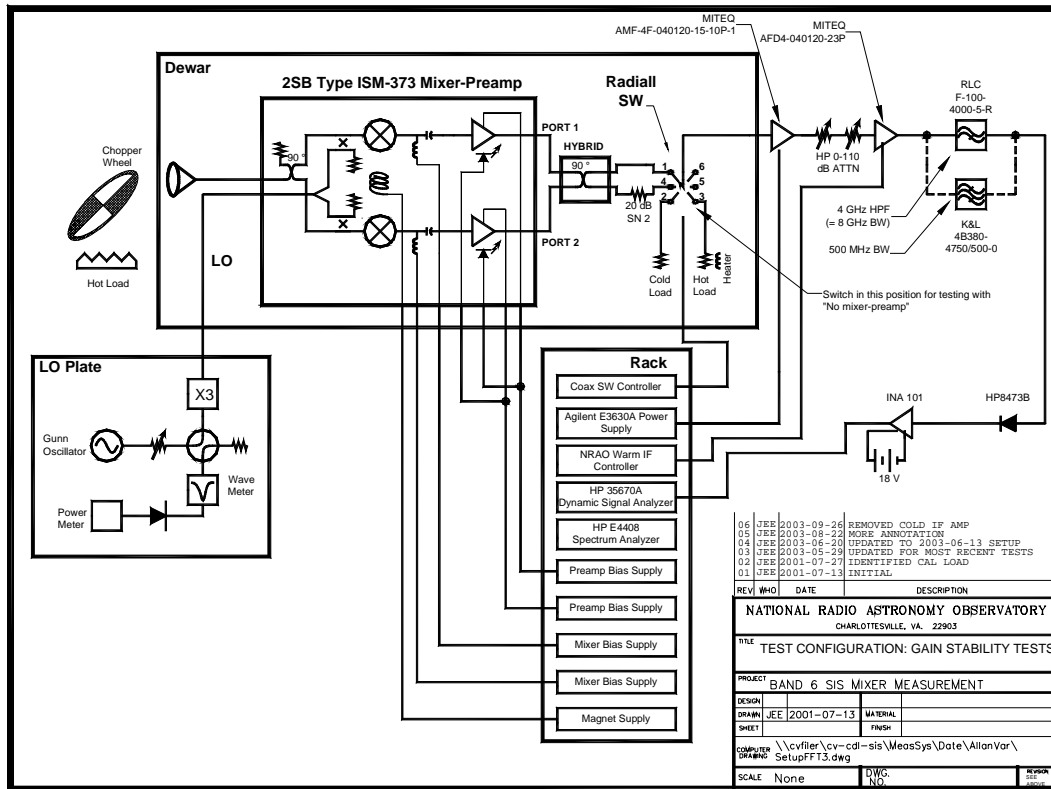 MITEQ
AMF-4F-040120-15-10P-1
MITEQ
AFD4-040120-23P
Dewar
2SB Type ISM-373 Mixer-Preamp
Radiall
SW
RLC
F-100-
4000-5-R
Chopper
Wheel
90 °
PORT 1
HYBRID
90 °
1
6
4
5
2
3
20 dB
SN 2
HP 0-110
dB ATTN
4 GHz HPF
(= 8 GHz BW)
500 MHz BW
K&L
4B380-
4750/500-0
PORT 2
LO
Hot Load
Cold
Load
Hot
Load
Heater
Switch in this position for testing with
"No mixer-preamp"
LO Plate
X3
Gunn
Oscillator
Wave
Meter
Power
Meter
Rack
Coax SW Controller
Agilent E3630A Power
Supply
NRAO Warm IF
Controller
HP 35670A
Dynamic Signal Analyzer
HP E4408
Spectrum Analyzer
Preamp Bias Supply
Preamp Bias Supply
Mixer Bias Supply
Mixer Bias Supply
Magnet Supply
INA 101
HP8473B
18 V
06 JEE 2003-09-26 REMOVED COLD IF AMP
05 JEE 2003-08-22 MORE ANNOTATION
04 JEE 2003-06-20 UPDATED TO 2003-06-13 SETUP
03 JEE 2003-05-29 UPDATED FOR MOST RECENT TESTS
02 JEE 2001-07-27 IDENTIFIED CAL LOAD
01 JEE 2001-07-13 INITIAL
REV WHO DATE DESCRIPTION
NATIONAL RADIO ASTRONOMY OBSERVATORY
CHARLOTTESVILLE, VA. 22903
TITLE TEST CONFIGURATION: GAIN STABILITY TESTS
PROJECT BAND 6 SIS MIXER MEASUREMENT
DESIGN
DRAWN JEE 2001-07-13 MATERIAL
SHEET FINISH
COMPUTER DRAWING \\cvfiler\cv-cdl-sis\MeasSys\Date\AllanVar\
SetupFFT3.dwg
SCALE None DWG. NO. REVISION
SEE
ABOVE